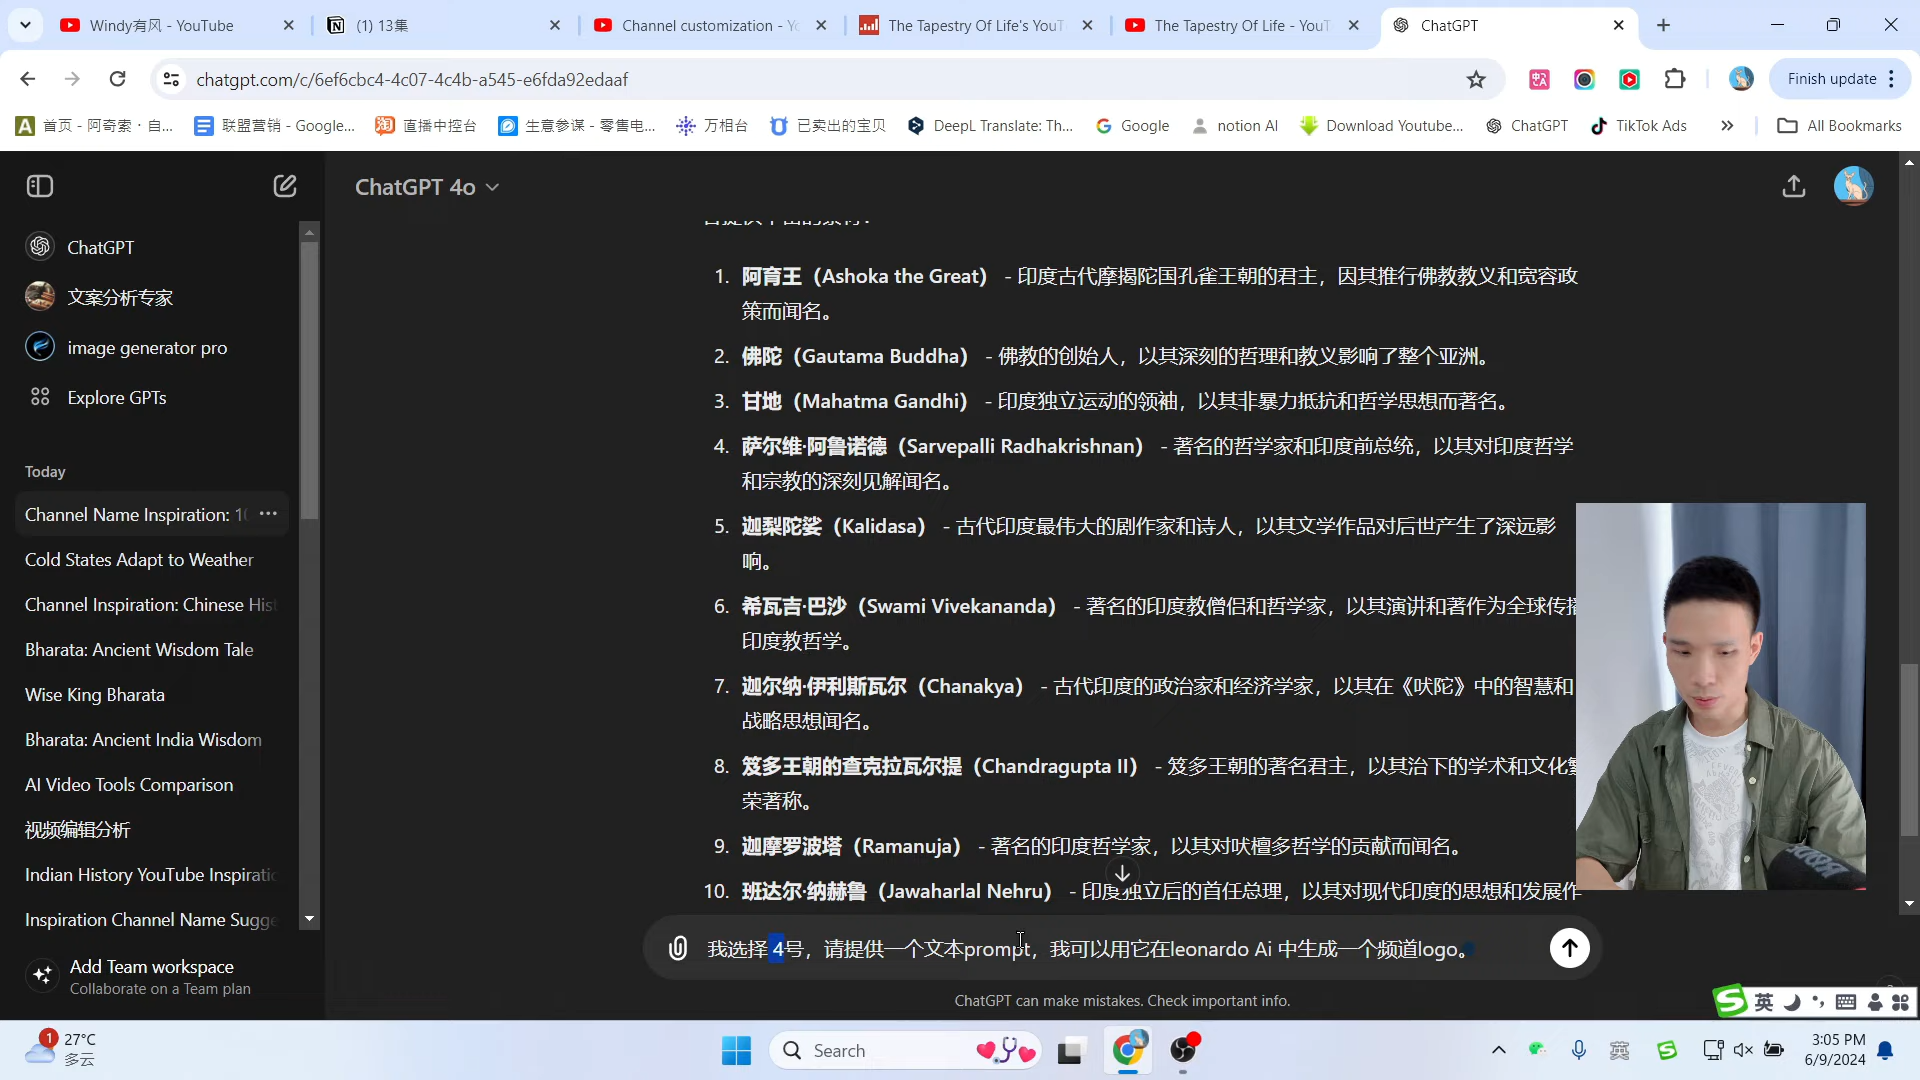 Windy有风 - YouTube
(1) 13集
Channel customization - Yo
The Tapestry Of Life's YouT
The Tapestry Of Life - YouT
ChatGPT
chatgpt.com/c/6ef6cbc4-4c07-4c4b-a545-e6fda92edaaf
Finish update
首页 - 阿奇索 · 自...
联盟营销 - Google...
直播中控台
生意参谋 - 零售电...
万相台
已卖出的宝贝
DeepL Translate: Th...
Google
notion AI
Download Youtube...
ChatGPT
TikTok Ads
All Bookmarks
ChatGPT 4o
ChatGPT
文案分析专家
image generator pro
Explore GPTs
Today
Channel Name Inspiration: 10
Cold States Adapt to Weather
Channel Inspiration: Chinese His
Bharata: Ancient Wisdom Tale
Wise King Bharata
Bharata: Ancient India Wisdom
AI Video Tools Comparison
视频编辑分析
Indian History YouTube Inspiratio
Inspiration Channel Name Sugge
Add Team workspace
Collaborate on a Team plan
1. 阿育王（Ashoka the Great） - 印度古代摩揭陀国孔雀王朝的君主，因其推行佛教教义和宽容政
策而闻名。
2. 佛陀（Gautama Buddha） - 佛教的创始人，以其深刻的哲理和教义影响了整个亚洲。
3. 甘地（Mahatma Gandhi） - 印度独立运动的领袖，以其非暴力抵抗和哲学思想而著名。
4. 萨尔维·阿鲁诺德（Sarvepalli Radhakrishnan） - 著名的哲学家和印度前总统，以其对印度哲学
和宗教的深刻见解闻名。
5. 迦梨陀娑（Kalidasa） - 古代印度最伟大的剧作家和诗人，以其文学作品对后世产生了深远影
响。
6. 希瓦吉·巴沙（Swami Vivekananda） - 著名的印度教僧侣和哲学家，以其演讲和著作为全球传播
印度教哲学。
7. 迦尔纳·伊利斯瓦尔（Chanakya） - 古代印度的政治家和经济学家，以其在《吠陀》中的智慧和
战略思想闻名。
8. 笈多王朝的查克拉瓦尔提（Chandragupta II） - 笈多王朝的著名君主，以其治下的学术和文化繁
荣著称。
9. 迦摩罗波塔（Ramanuja） - 著名的印度哲学家，以其对吠檀多哲学的贡献而闻名。
10. 班达尔·纳赫鲁（Jawaharlal Nehru） - 印度独立后的首任总理，以其对现代印度的思想和发展作
我选择 4号，请提供一个文本prompt，我可以用它在leonardo Ai 中生成一个频道logo。
ChatGPT can make mistakes. Check important info.
英
1
27°C
多云
Search
英
3:05 PM
6/9/2024